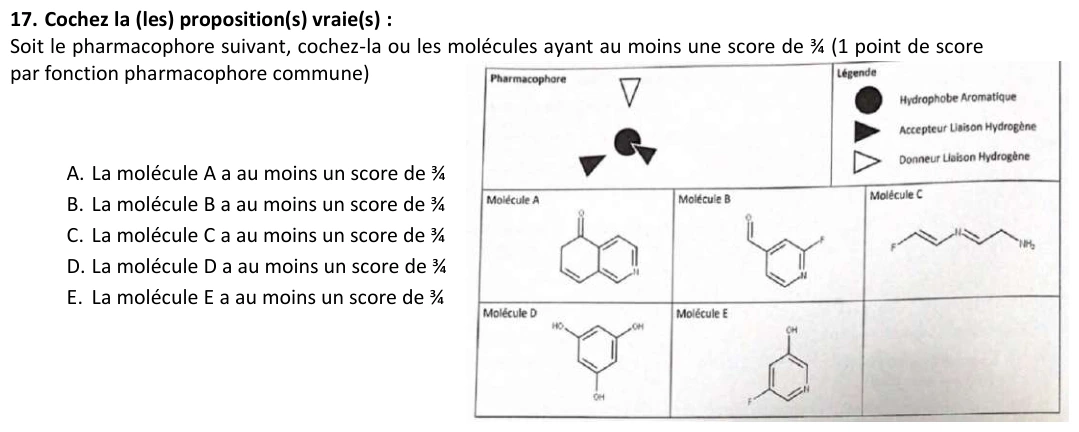 17. Cochez la (les) proposition(s) vraie(s) :
Soit le pharmacophore suivant, cochez-la ou les molécules ayant au moins une score de ¾ (1 point de score
par fonction pharmacophore commune)
A. La molécule A a au moins un score de ¾
B. La molécule B a au moins un score de ¾
C. La molécule C a au moins un score de ¾
D. La molécule D a au moins un score de ¾
E. La molécule E a au moins un score de ¾
Pharmacophore
Légende
Hydrophobe Aromatique
Accepteur Liaison Hydrogène
Donneur Liaison Hydrogène
Molécule A
O
N
Molécule B
O
F
N
Molécule C
F
N
NH₂
Molécule D
HO
OH
OH
Molécule E
OH
F
N